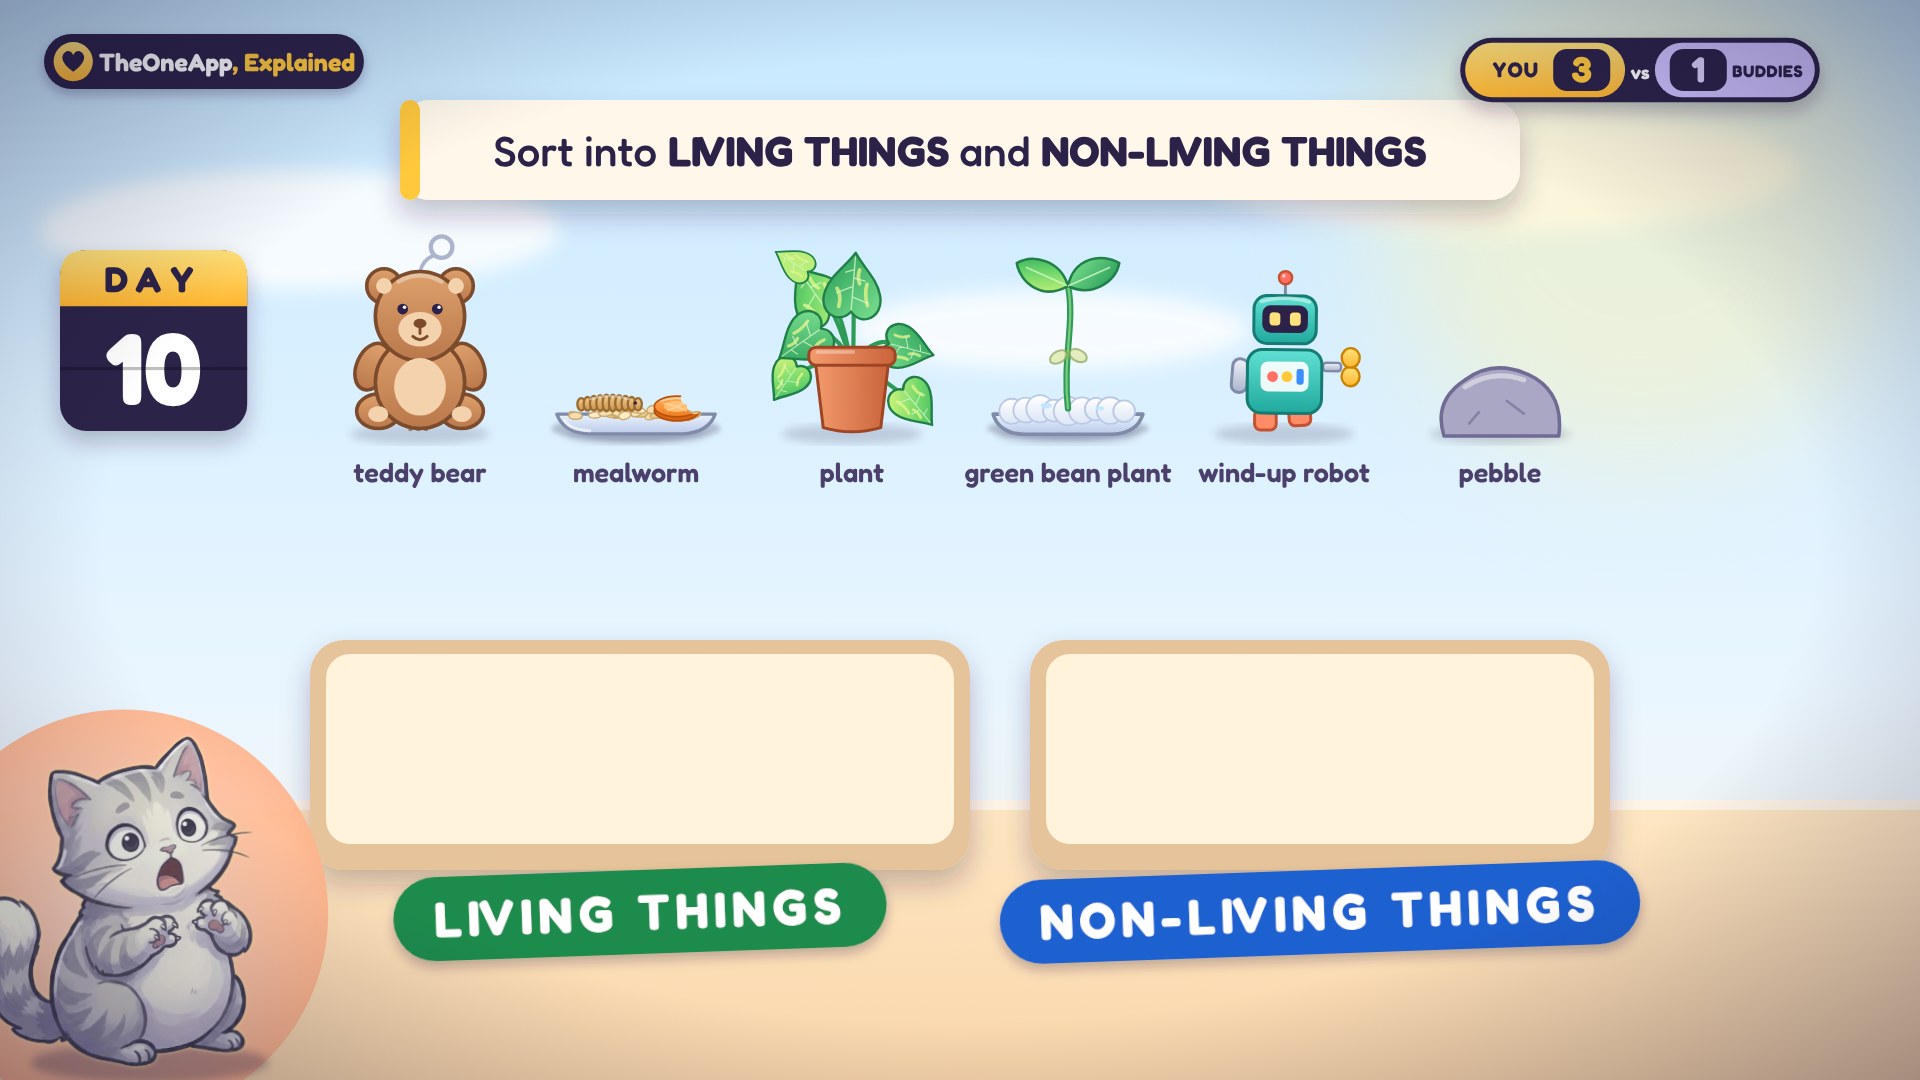 TheOneApp, Explained
YOU 3 vs 1 BUDDIES
Sort into LIVING THINGS and NON-LIVING THINGS
DAY
10
teddy bear
mealworm
plant
green bean plant
wind-up robot
pebble
LIVING THINGS
NON-LIVING THINGS